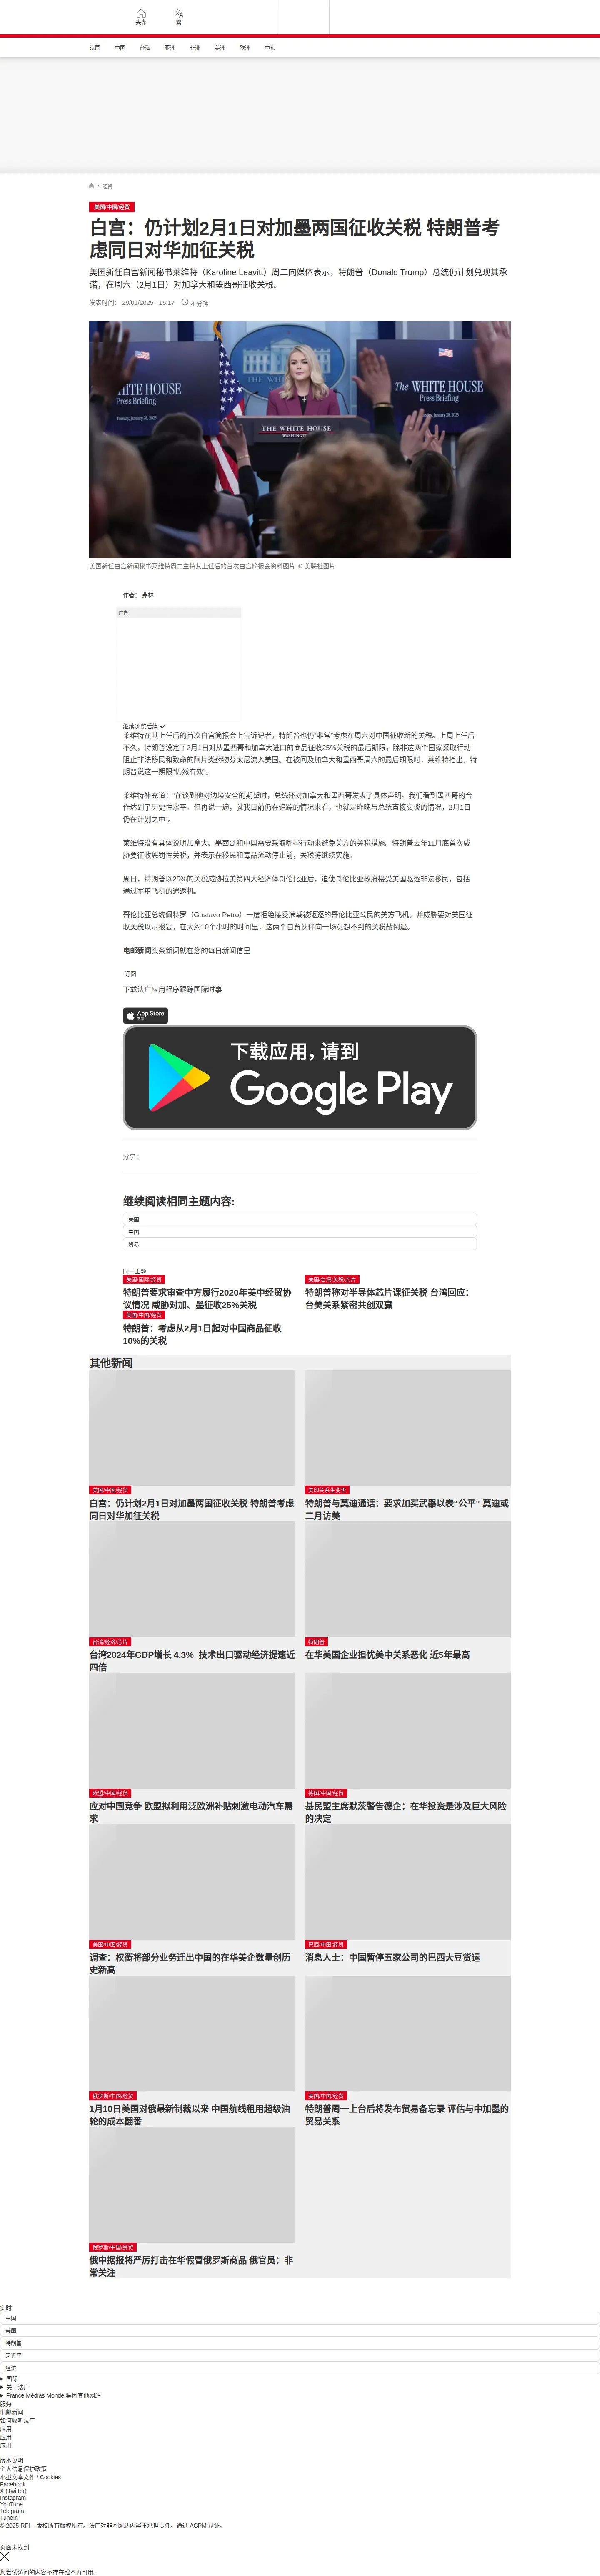 头条
繁
法国
中国
台海
亚洲
非洲
美洲
欧洲
中东
/ 经贸
美国/中国/经贸
白宫：仍计划2月1日对加墨两国征收关税 特朗普考
虑同日对华加征关税
美国新任白宫新闻秘书莱维特（Karoline Leavitt）周二向媒体表示，特朗普（Donald Trump）总统仍计划兑现其承
诺，在周六（2月1日）对加拿大和墨西哥征收关税。
发表时间： 29/01/2025 - 15:17
4 分钟
WHITE HOUSE
Press Briefing
Tuesday, January 28, 2025
THE WHITE HOUSE
WASHINGTON
The WHITE HOUSE
Press Briefing
美国新任白宫新闻秘书莱维特周二主持其上任后的首次白宫简报会资料图片 © 美联社图片
作者： 弗林
广告
继续浏览后续
莱维特在其上任后的首次白宫简报会上告诉记者，特朗普也仍“非常”考虑在周六对中国征收新的关税。上周上任后
不久，特朗普设定了2月1日对从墨西哥和加拿大进口的商品征收25%关税的最后期限，除非这两个国家采取行动
阻止非法移民和致命的阿片类药物芬太尼流入美国。在被问及加拿大和墨西哥周六的最后期限时，莱维特指出，特
朗普说这一期限“仍然有效”。
莱维特补充道：“在谈到他对边境安全的期望时，总统还对加拿大和墨西哥发表了具体声明。我们看到墨西哥的合
作达到了历史性水平。但再说一遍，就我目前仍在追踪的情况来看，也就是昨晚与总统直接交谈的情况，2月1日
仍在计划之中”。
莱维特没有具体说明加拿大、墨西哥和中国需要采取哪些行动来避免美方的关税措施。特朗普去年11月底首次威
胁要征收惩罚性关税，并表示在移民和毒品流动停止前，关税将继续实施。
周日，特朗普以25%的关税威胁拉美第四大经济体哥伦比亚后，迫使哥伦比亚政府接受美国驱逐非法移民，包括
通过军用飞机的遣返机。
哥伦比亚总统佩特罗（Gustavo Petro）一度拒绝接受满载被驱逐的哥伦比亚公民的美方飞机，并威胁要对美国征
收关税以示报复，在大约10个小时的时间里，这两个自贸伙伴向一场意想不到的关税战倒退。
电邮新闻头条新闻就在您的每日新闻信里
订阅
下载法广应用程序跟踪国际时事
App Store
下载
下载应用，请到
Google Play
分享 :
继续阅读相同主题内容:
美国
中国
贸易
同一主题
美国/国际/经贸
特朗普要求审查中方履行2020年美中经贸协
议情况 威胁对加、墨征收25%关税
美国/台湾/关税/芯片
特朗普称对半导体芯片课征关税 台湾回应：
台美关系紧密共创双赢
美国/中国/经贸
特朗普：考虑从2月1日起对中国商品征收
10%的关税
其他新闻
美国/中国/经贸
白宫：仍计划2月1日对加墨两国征收关税 特朗普考虑
同日对华加征关税
美印关系生变否
特朗普与莫迪通话：要求加买武器以表“公平” 莫迪或
二月访美
台湾/经济/芯片
台湾2024年GDP增长 4.3% 技术出口驱动经济提速近
四倍
特朗普
在华美国企业担忧美中关系恶化 近5年最高
欧盟/中国/经贸
应对中国竞争 欧盟拟利用泛欧洲补贴刺激电动汽车需
求
德国/中国/经贸
基民盟主席默茨警告德企：在华投资是涉及巨大风险
的决定
美国/中国/经贸
调查：权衡将部分业务迁出中国的在华美企数量创历
史新高
巴西/中国/经贸
消息人士：中国暂停五家公司的巴西大豆货运
俄罗斯/中国/经贸
1月10日美国对俄最新制裁以来 中国航线租用超级油
轮的成本翻番
美国/中国/经贸
特朗普周一上台后将发布贸易备忘录 评估与中加墨的
贸易关系
俄罗斯/中国/经贸
俄中据报将严厉打击在华假冒俄罗斯商品 俄官员：非
常关注
实时
中国
美国
特朗普
习近平
经济
国际
关于法广
France Médias Monde 集团其他网站
服务
电邮新闻
如何收听法广
应用
应用
应用
版本说明
个人信息保护政策
小型文本文件 / Cookies
Facebook
X (Twitter)
Instagram
YouTube
Telegram
Tunein
© 2025 RFI – 版权所有版权所有。法广对非本网站内容不承担责任。通过 ACPM 认证。
页面未找到
您尝试访问的内容不存在或不再可用。